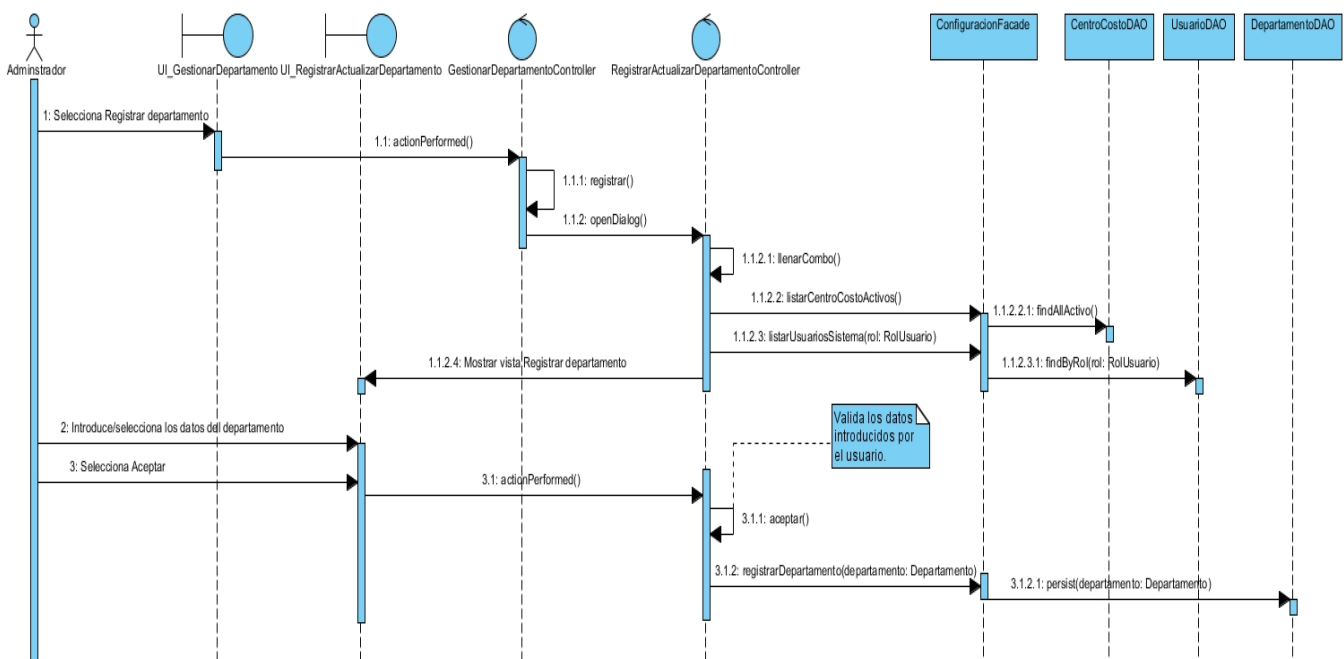 Adminstrador
UI_GestionarDepartamento
UI_RegistrarActualizarDepartamento
GestionarDepartamentoController
RegistrarActualizarDepartamentoController
ConfiguracionFacade
CentroCostoDAO
UsuarioDAO
DepartamentoDAO
1: Selecciona Registrar departamento
1.1: actionPerformed()
1.1.1: registrar()
1.1.2: openDialog()
1.1.2.1: llenarCombo()
1.1.2.2: listarCentroCostoActivos()
1.1.2.2.1: findAllActivo()
1.1.2.3: listarUsuariosSistema(rol: RolUsuario)
1.1.2.4: Mostrar vista Registrar departamento
1.1.2.3.1: findByRol(rol: RolUsuario)
Valida los datos
introducidos por
el usuario.
2: Introduce/selecciona los datos del departamento
3: Selecciona Aceptar
3.1: actionPerformed()
3.1.1: aceptar()
3.1.2: registrarDepartamento(departamento: Departamento)
3.1.2.1: persist(departamento: Departamento)